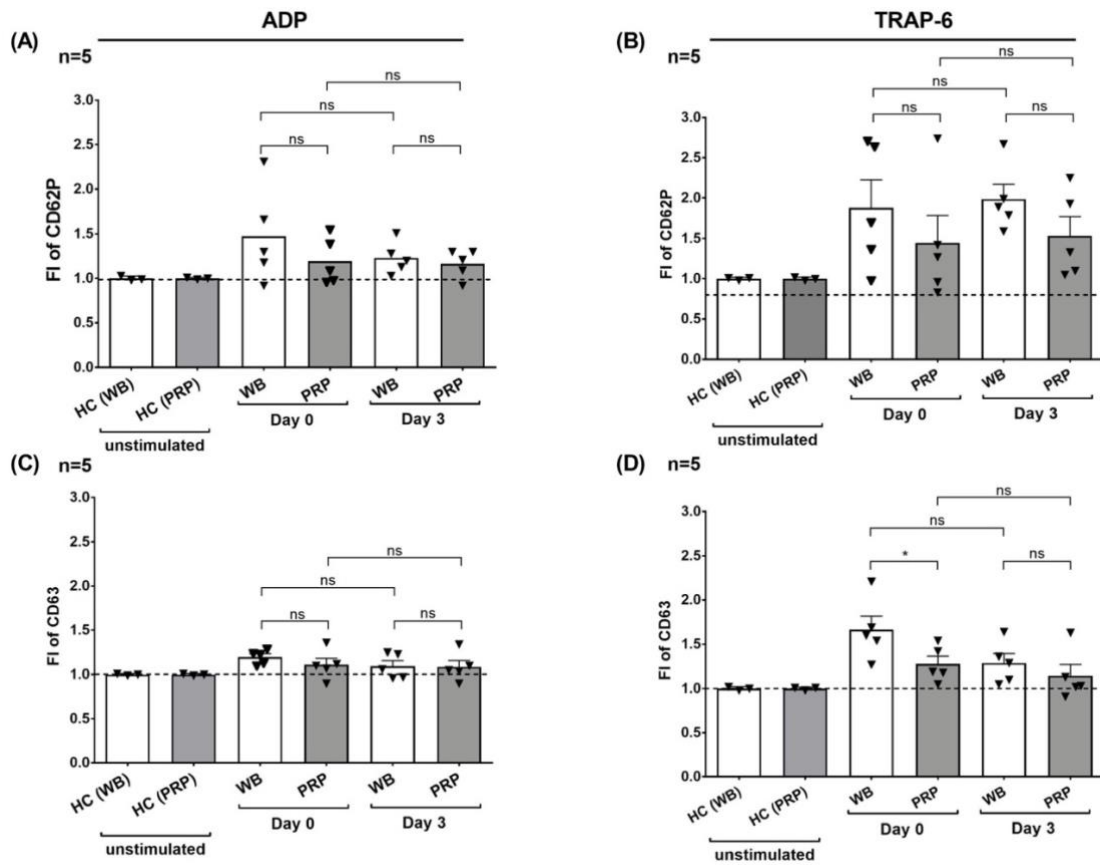 ADP
(A)
n=5
ns
ns
ns
ns
FI of CD62P
3.0
2.5
2.0
1.5
1.0
0.5
0.0
HC (WB)
HC (PRP)
WB
PRP
WB
PRP
unstimulated
Day 0
Day 3
TRAP-6
(B)
n=5
ns
ns
ns
ns
FI of CD62P
3.0
2.5
2.0
1.5
1.0
0.5
0.0
HC (WB)
HC (PRP)
WB
PRP
WB
PRP
unstimulated
Day 0
Day 3
(C)
n=5
ns
ns
ns
ns
FI of CD63
3.0
2.5
2.0
1.5
1.0
0.5
0.0
HC (WB)
HC (PRP)
WB
PRP
WB
PRP
unstimulated
Day 0
Day 3
(D)
n=5
ns
ns
*
ns
FI of CD63
3.0
2.5
2.0
1.5
1.0
0.5
0.0
HC (WB)
HC (PRP)
WB
PRP
WB
PRP
unstimulated
Day 0
Day 3